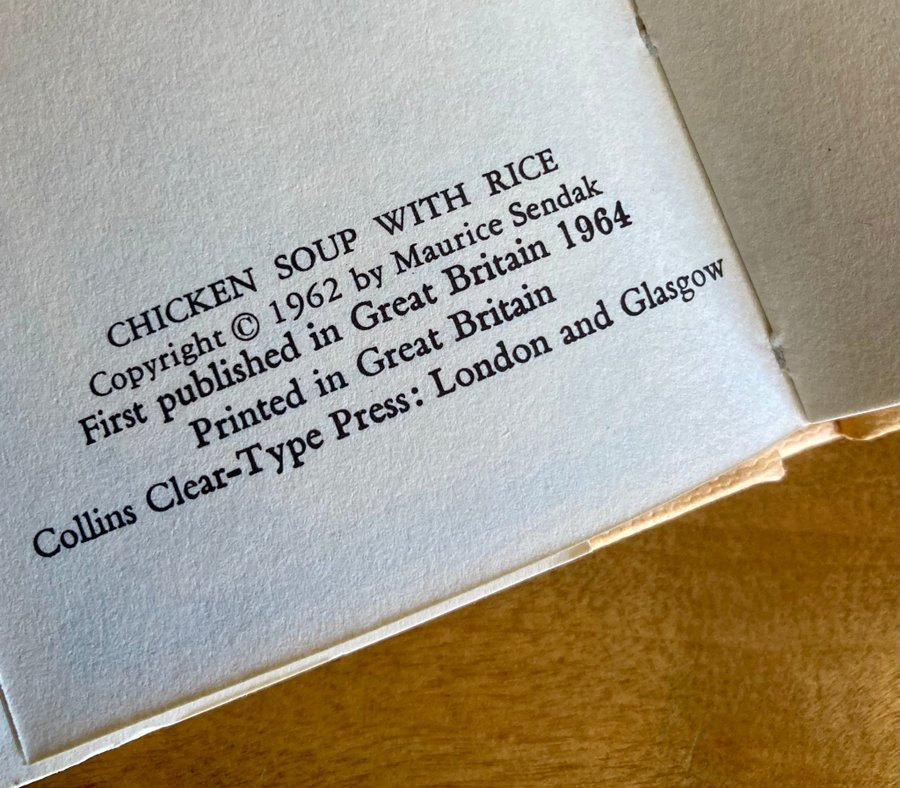 CHICKEN SOUP WITH RICE
Copyright © 1962 by Maurice Sendak
First published in Great Britain 1964
Printed in Great Britain
Collins Clear-Type Press: London and Glasgow